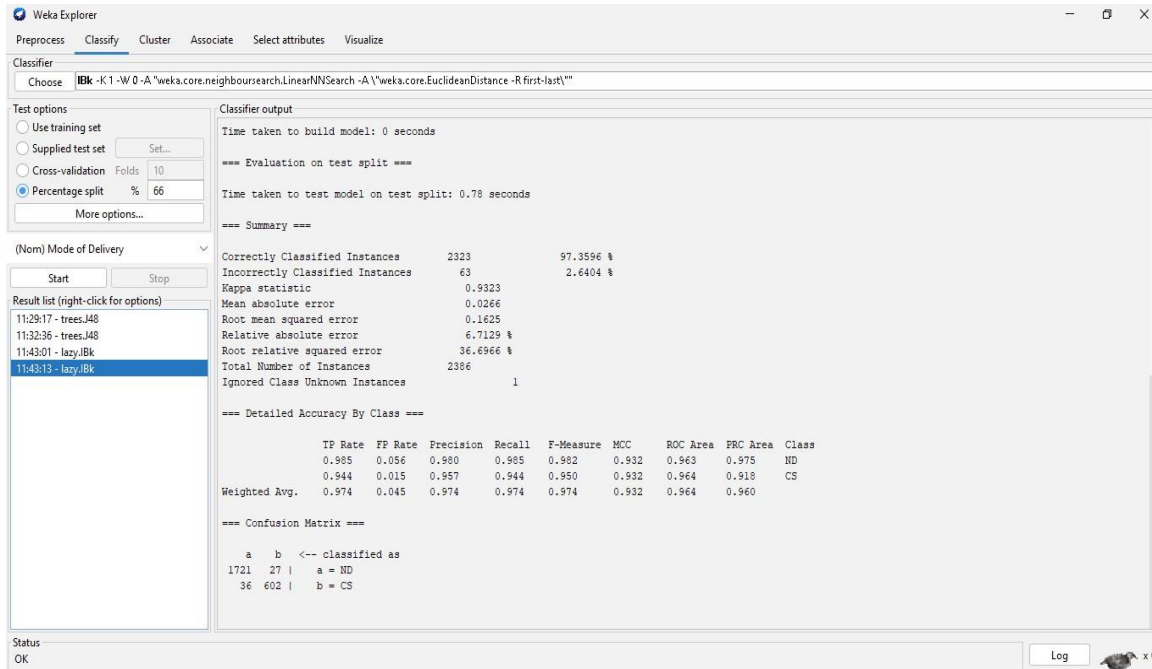 Weka Explorer
Preprocess Classify Cluster Associate Select attributes Visualize
Classifier
Choose IBk -K 1 -W 0 -A "weka.core.neighboursearch.LinearNNSearch -A \"weka.core.EuclideanDistance -R first-last\""
Test options
Use training set
Supplied test set Set...
Cross-validation Folds 10
Percentage split % 66
More options...
(Nom) Mode of Delivery
Start Stop
Result list (right-click for options)
11:29:17 - trees.J48
11:32:36 - trees.J48
11:43:01 - lazy.IBk
11:43:13 - lazy.IBk
Classifier output
Time taken to build model: 0 seconds
=== Evaluation on test split ===
Time taken to test model on test split: 0.78 seconds
=== Summary ===
Correctly Classified Instances 2323 97.3596 %
Incorrectly Classified Instances 63 2.6404 %
Kappa statistic 0.9323
Mean absolute error 0.0266
Root mean squared error 0.1625
Relative absolute error 6.7129 %
Root relative squared error 36.6966 %
Total Number of Instances 2386
Ignored Class Unknown Instances 1
=== Detailed Accuracy By Class ===
TP Rate FP Rate Precision Recall F-Measure MCC ROC Area PRC Area Class
0.985 0.056 0.980 0.985 0.982 0.932 0.963 0.975 ND
0.944 0.015 0.957 0.944 0.950 0.932 0.964 0.918 CS
Weighted Avg. 0.974 0.045 0.974 0.974 0.974 0.932 0.964 0.960
=== Confusion Matrix ===
a b <-- classified as
1721 27 | a = ND
36 602 | b = CS
Status
OK
Log
x